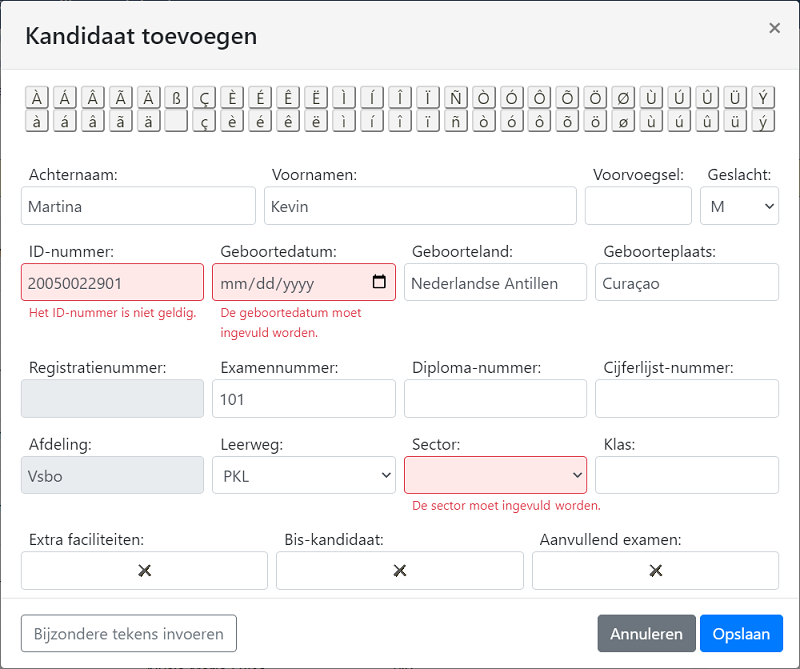 Kandidaat toevoegen ×
À Á Â Ã Ä ß Ç È É Ê Ë Ì Í Î Ï Ñ Ò Ó Ô Õ Ö Ø Ù Ú Û Ü Ý
à á â ã ä ç è é ê ë ì í î ï ñ ò ó ô õ ö ø ù ú û ü ý
Achternaam: Voornamen: Voorvoegsel: Geslacht:
Martina Kevin M
ID-nummer: Geboortedatum: Geboorteland: Geboorteplaats:
20050022901 mm/dd/yyyy Nederlandse Antillen Curaçao
Het ID-nummer is niet geldig. De geboortedatum moet
ingevuld worden.
Registratienummer: Examennummer: Diploma-nummer: Cijferlijst-nummer:
101
Afdeling: Leerweg: Sector: Klas:
Vsbo PKL
De sector moet ingevuld worden.
Extra faciliteiten: Bis-kandidaat: Aanvullend examen:
Bijzondere tekens invoeren Annuleren Opslaan